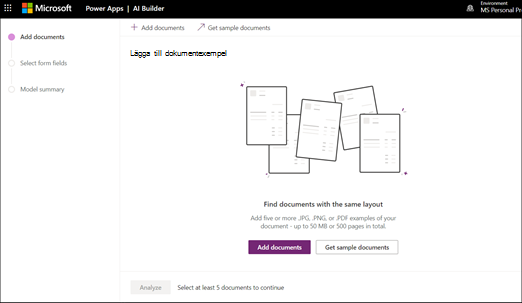 Microsoft Power Apps | AI Builder
Environment
MS Personal Pr
Add documents
Select form fields
Model summary
+ Add documents Get sample documents
Lägga till dokumentexempel
Find documents with the same layout
Add five or more .JPG, .PNG, or .PDF examples of your
document - up to 50 MB or 500 pages in total.
Add documents Get sample documents
Analyze Select at least 5 documents to continue